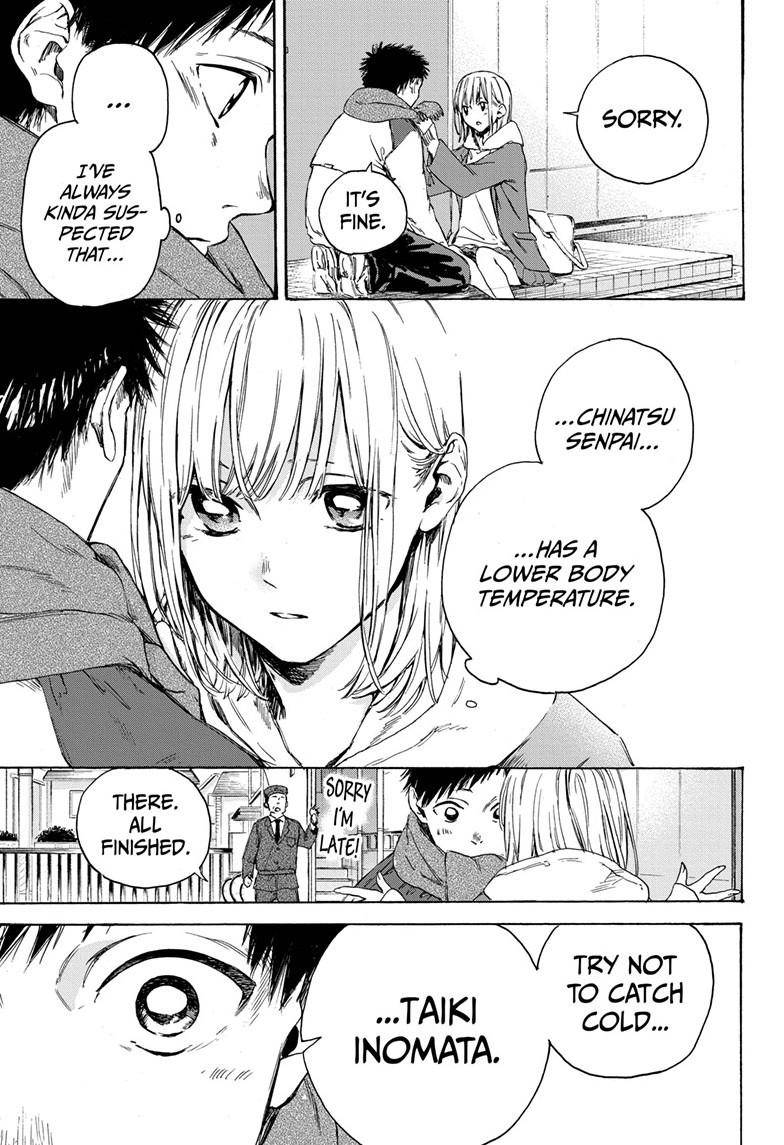 SORRY.
IT'S
FINE.
...
I'VE
ALWAYS
KINDA SUS-
PECTED
THAT...
...CHINATSU
SENPAI...
...HAS A
LOWER BODY
TEMPERATURE.
SORRY
I'M
LATE!
THERE.
ALL
FINISHED.
TRY NOT
TO CATCH
COLD...
...TAIKI
INOMATA.